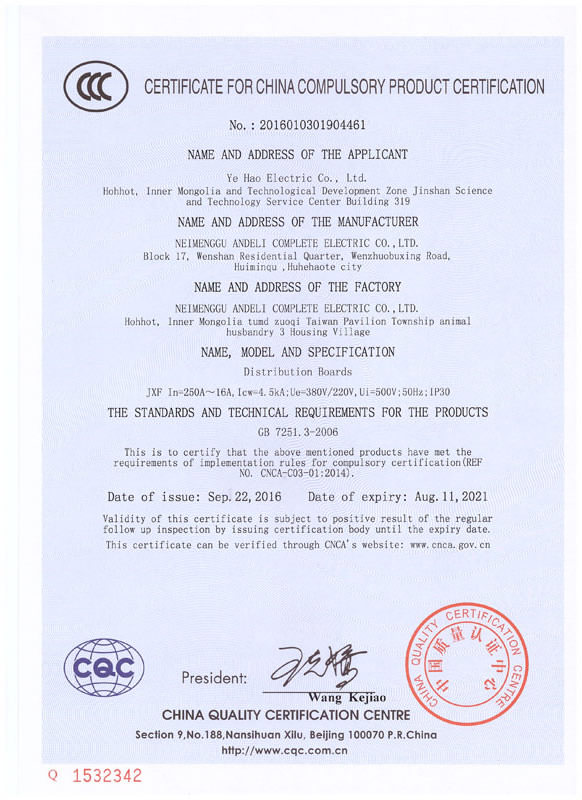 CCC
CERTIFICATE FOR CHINA COMPULSORY PRODUCT CERTIFICATION
No. : 2016010301904461
NAME AND ADDRESS OF THE APPLICANT
Ye Hao Electric Co., Ltd.
Hohhot, Inner Mongolia and Technological Development Zone Jinshan Science
and Technology Service Center Building 319
NAME AND ADDRESS OF THE MANUFACTURER
NEIMENGGU ANDELI COMPLETE ELECTRIC CO.,LTD.
Block 17, Wenshan Residential Quarter, Wenzhuobuxing Road,
Huiminqu ,Huhehaote city
NAME AND ADDRESS OF THE FACTORY
NEIMENGGU ANDELI COMPLETE ELECTRIC CO.,LTD.
Hohhot, Inner Mongolia tumd zuoqi Taiwan Pavilion Township animal
husbandry 3 Housing Village
NAME, MODEL AND SPECIFICATION
Distribution Boards
JXF In=250A～16A,Icw=4.5kA;Ue=380V/220V,Ui=500V;50Hz;IP30
THE STANDARDS AND TECHNICAL REQUIREMENTS FOR THE PRODUCTS
GB 7251.3-2006
This is to certify that the above mentioned products have met the
requirements of implementation rules for compulsory certification(REF
NO. CNCA-C03-01:2014).
Date of issue: Sep.22,2016 Date of expiry: Aug.11,2021
Validity of this certificate is subject to positive result of the regular
follow up inspection by issuing certification body until the expiry date.
This certificate can be verified through CNCA's website: www.cnca.gov.cn
CQC
President:
Wang Kejiao
CHINA QUALITY CERTIFICATION CENTRE
中国质量认证中心
CHINA QUALITY CERTIFICATION CENTRE
Section 9,No.188,Nansihuan Xilu, Beijing 100070 P.R.China
http://www.cqc.com.cn
Q 1532342